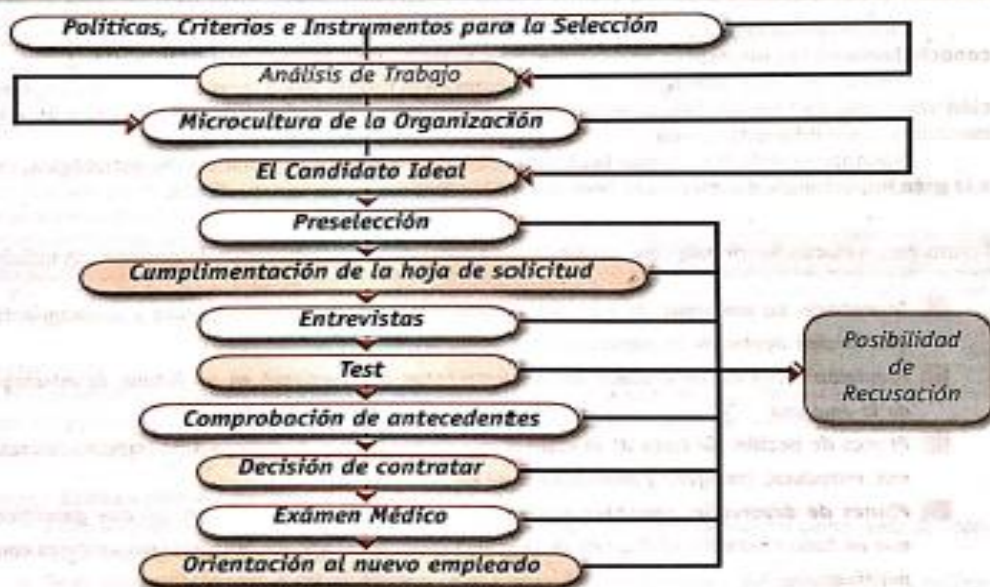 Políticas, Criterios e Instrumentos para la Selección
Análisis de Trabajo
Microcultura de la Organización
El Candidato Ideal
Preselección
Cumplimentación de la hoja de solicitud
Entrevistas
Test
Comprobación de antecedentes
Decisión de contratar
Exámen Médico
Orientación al nuevo empleado
Posibilidad
de
Recusación